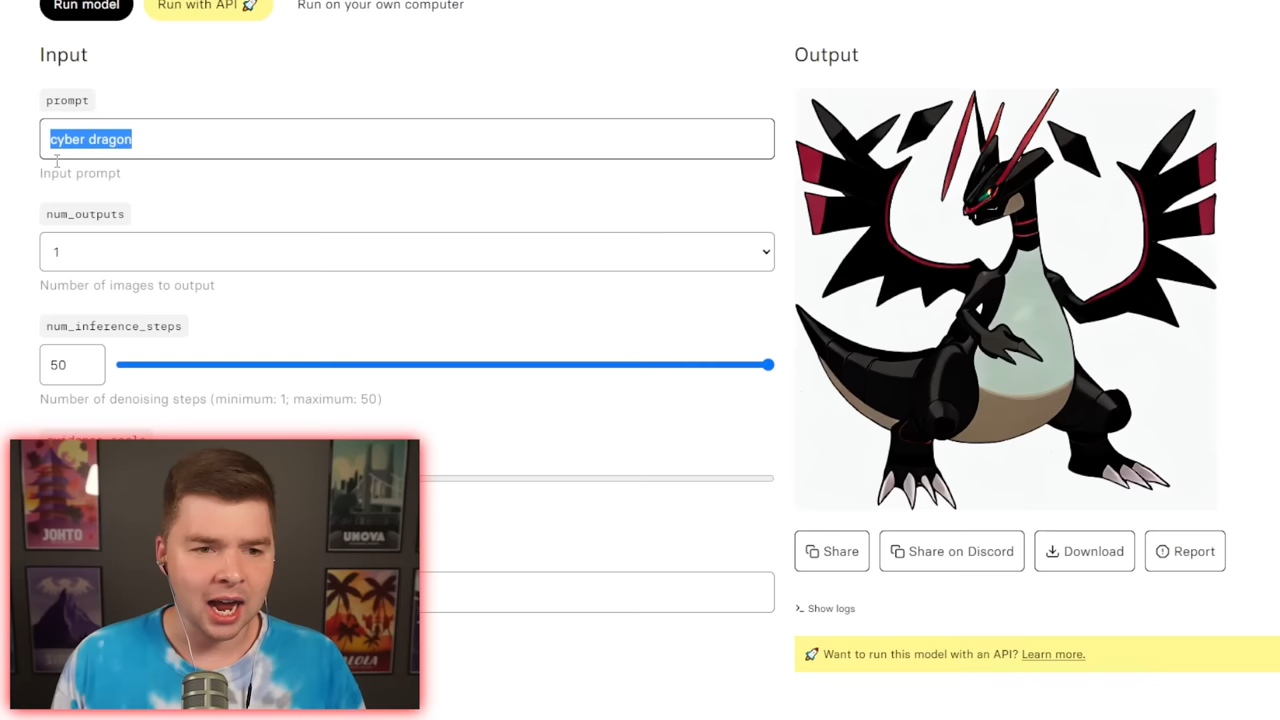 Run model
Run with API 🚀
Run on your own computer
Input
prompt
cyber dragon
Input prompt
num_outputs
1
Number of images to output
num_inference_steps
50
Number of denoising steps (minimum: 1; maximum: 50)
JOHTO
UNOVA
Output
Share
Share on Discord
Download
Report
>_ Show logs
🚀 Want to run this model with an API? Learn more.